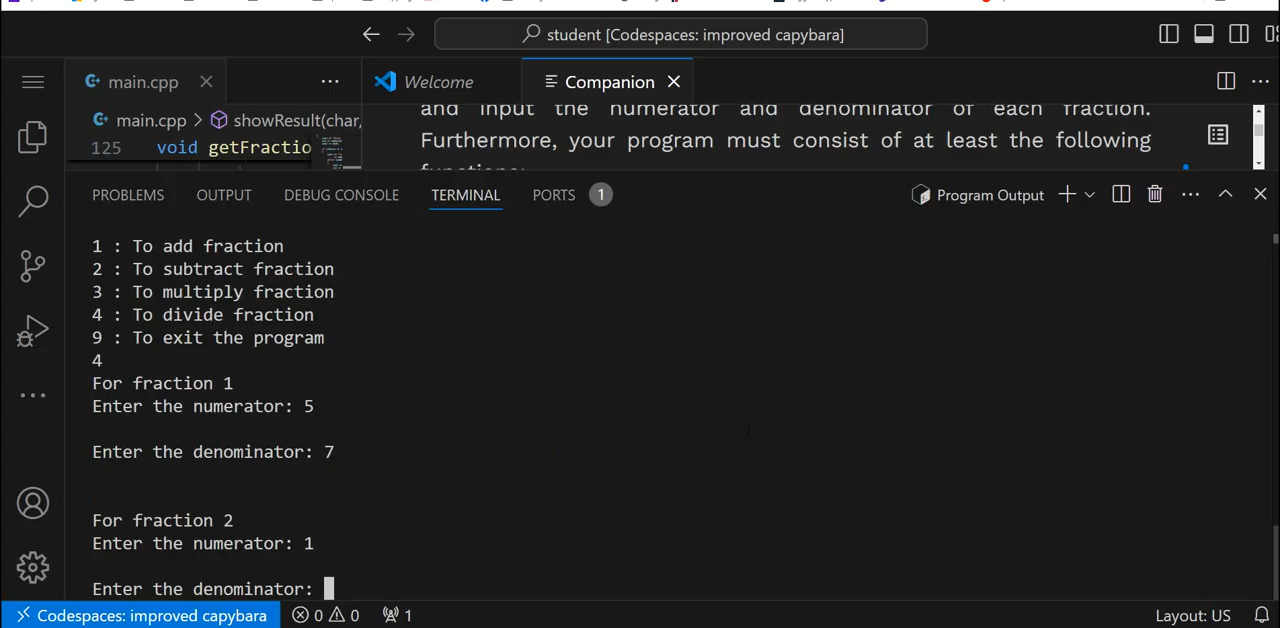 student [Codespaces: improved capybara]
main.cpp
Welcome
Companion
main.cpp > showResult(char,
125 void getFractio
and input the numerator and denominator of each fraction.
Furthermore, your program must consist of at least the following
functions:
PROBLEMS OUTPUT DEBUG CONSOLE TERMINAL PORTS 1
Program Output
1 : To add fraction
2 : To subtract fraction
3 : To multiply fraction
4 : To divide fraction
9 : To exit the program
4
For fraction 1
Enter the numerator: 5
Enter the denominator: 7
For fraction 2
Enter the numerator: 1
Enter the denominator:
Codespaces: improved capybara 0 0 1 Layout: US